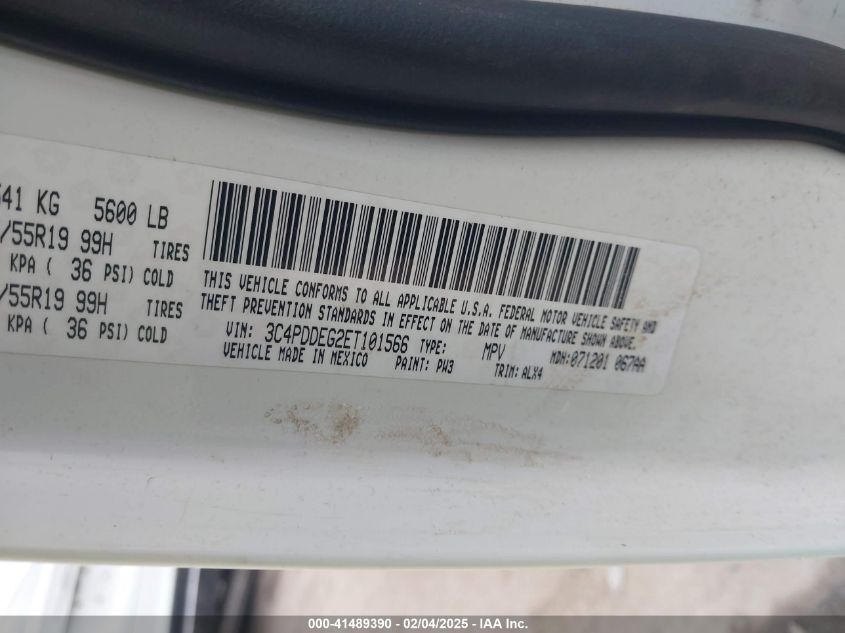 541 KG 5600 LB
/55R19 99H TIRES
KPA ( 36 PSI) COLD
/55R19 99H TIRES
KPA ( 36 PSI) COLD
THIS VEHICLE CONFORMS TO ALL APPLICABLE U.S.A. FEDERAL MOTOR VEHICLE SAFETY AND
THEFT PREVENTION STANDARDS IN EFFECT ON THE DATE OF MANUFACTURE SHOWN ABOVE.
VIN: 3C4PDDEG2ET101566 TYPE: MPV MDH:071201 067AA
VEHICLE MADE IN MEXICO PAINT: PW3 TRIM: ALX4
000-41489390 - 02/04/2025 - IAA Inc.